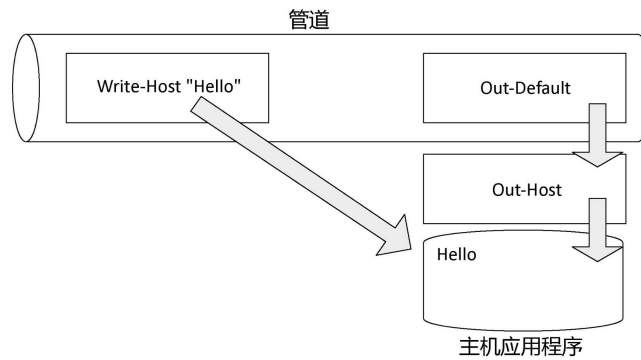 管道
Write-Host "Hello"
Out-Default
Out-Host
Hello
主机应用程序